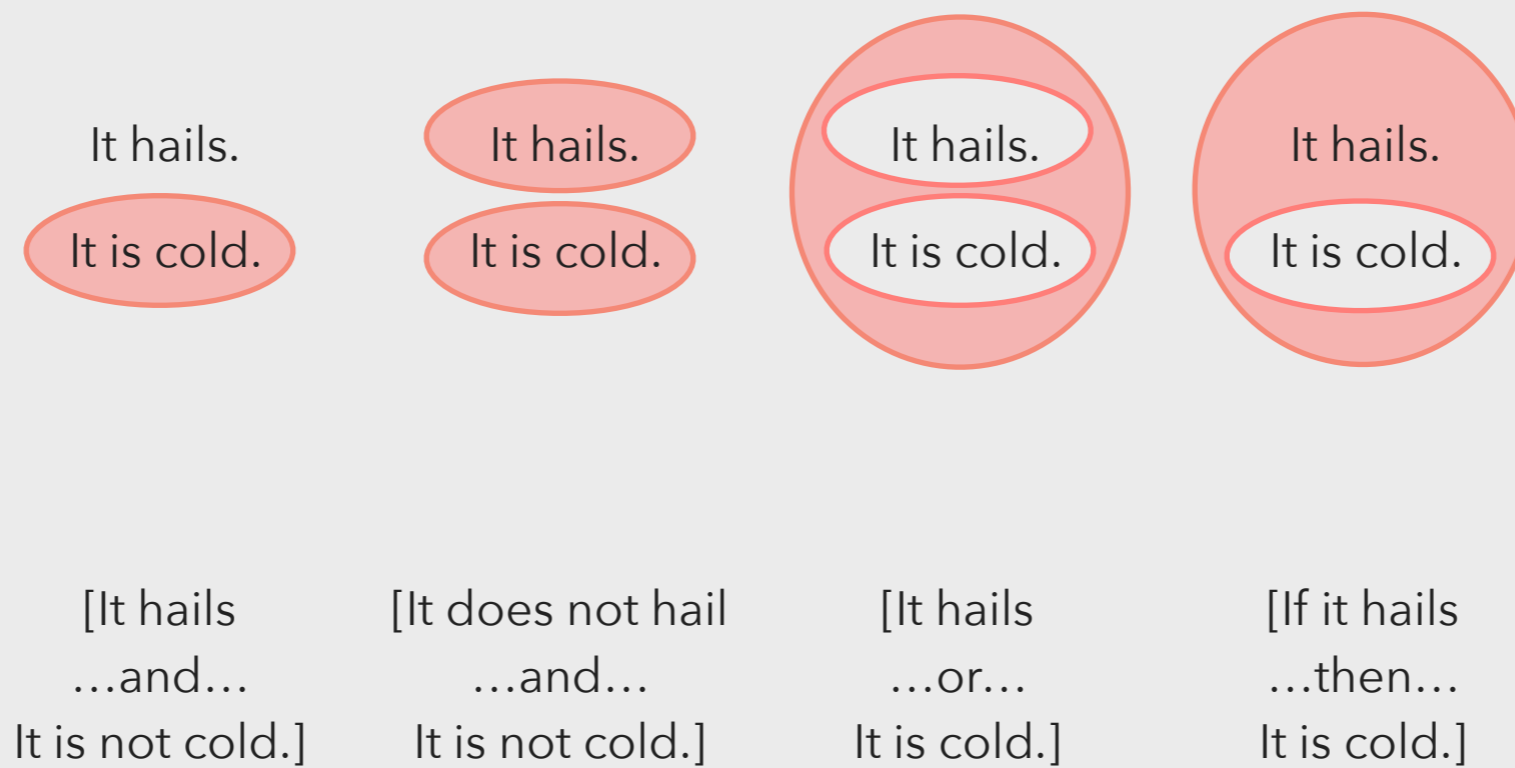 It hails. It hails. It hails. It hails.
It is cold. It is cold. It is cold. It is cold.
[It hails [It does not hail [It hails [If it hails
…and… …and… …or… …then…
It is not cold.] It is not cold.] It is cold.] It is cold.]